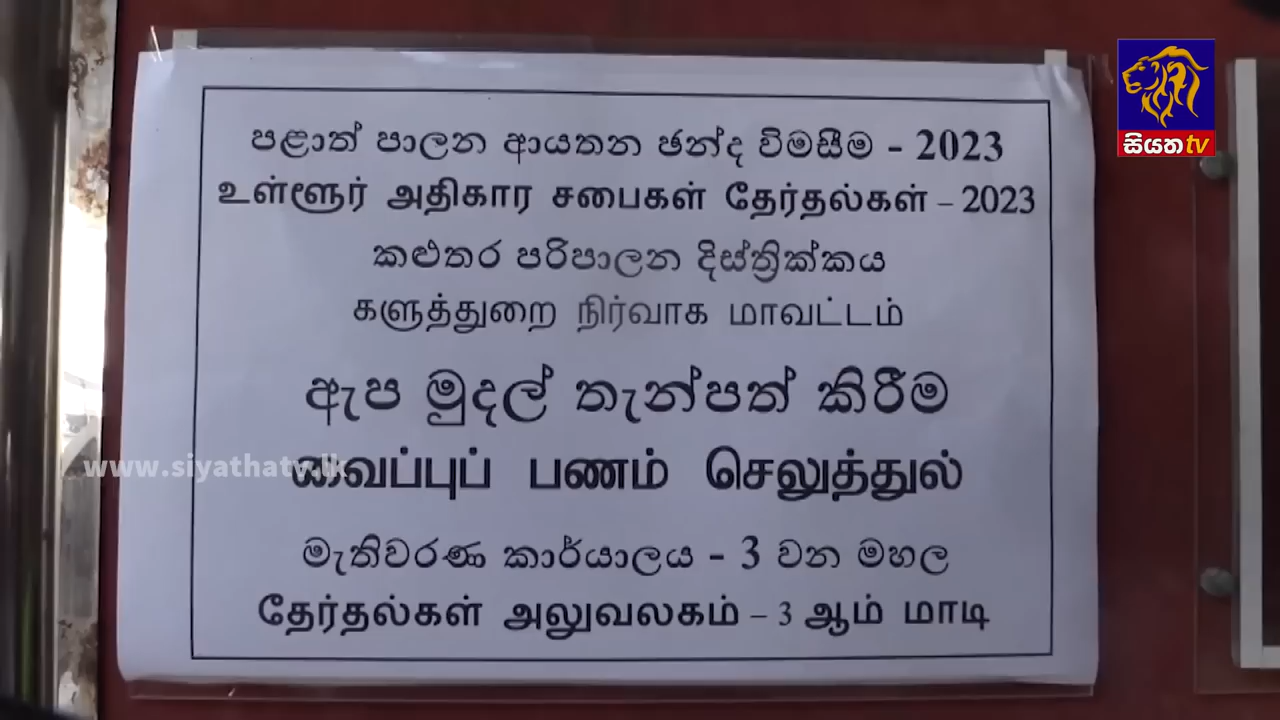 පළාත් පාලන ආයතන ඡන්ද විමසීම - 2023
உள்ளூர் அதிகார சபைகள் தேர்தல்கள் – 2023
කළුතර පරිපාලන දිස්ත්‍රික්කය
களுத்துறை நிர்வாக மாவட்டம்
ඇප මුදල් තැන්පත් කිරීම
வைப்புப் பணம் செலுத்துல்
මැතිවරණ කාර්යාලය - 3 වන මහල
தேர்தல்கள் அலுவலகம் – 3 ஆம் மாடி
සියත tv
www.siyathatv.lk